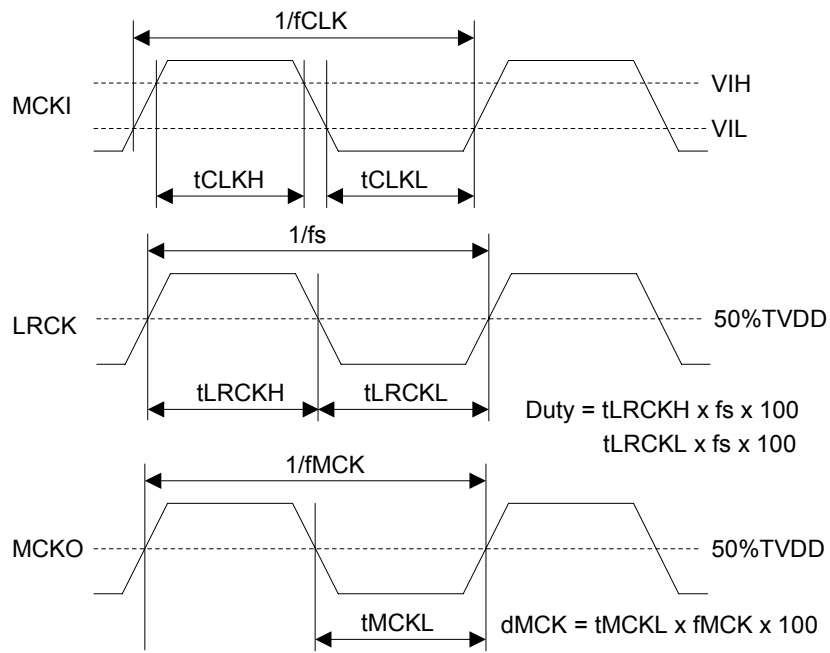 1/fCLK
VIH
MCKI
VIL
tCLKH
tCLKL
1/fs
LRCK
50%TVDD
tLRCKH
tLRCKL
Duty = tLRCKH x fs x 100
tLRCKL x fs x 100
1/fMCK
MCKO
50%TVDD
tMCKL
dMCK = tMCKL x fMCK x 100